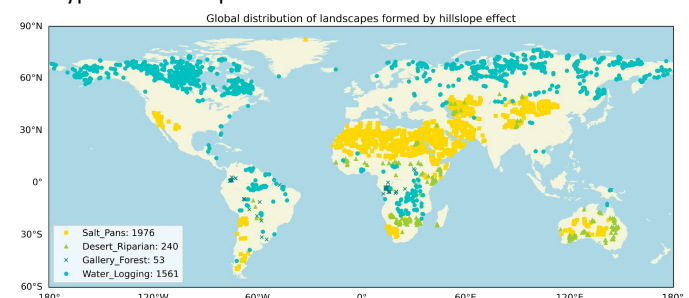 Global distribution of landscapes formed by hillslope effect
90°N
60°N
30°N
0°
30°S
60°S
Salt_Pans: 1976
Desert_Riparian: 240
Gallery_Forest: 53
Water_Logging: 1561
180° 120°W 60°W 0° 60°E 120°E 180°